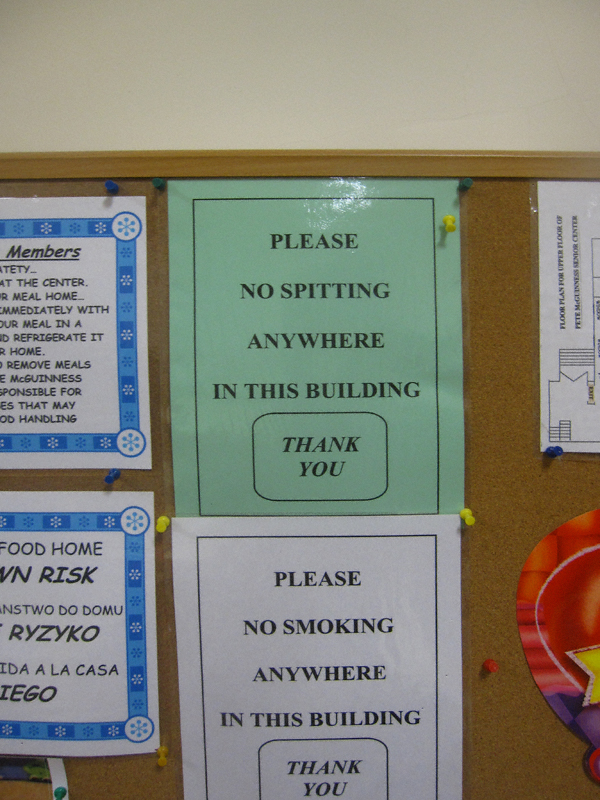 Members
ATETY...
AT THE CENTER.
UR MEAL HOME...
IMMEDIATELY WITH
OUR MEAL IN A
ND REFRIGERATE IT
R HOME.
O REMOVE MEALS
E McGUINNESS
SPONSIBLE FOR
ES THAT MAY
OD HANDLING
FOOD HOME
WN RISK
ANSTWO DO DOMU
RYZYKO
IDA A LA CASA
IEGO
PLEASE
NO SPITTING
ANYWHERE
IN THIS BUILDING
THANK
YOU
PLEASE
NO SMOKING
ANYWHERE
IN THIS BUILDING
THANK
YOU
FLOOR PLAN FOR UPPER FLOOR OF
PETE McGUINNESS SENIOR CENTER